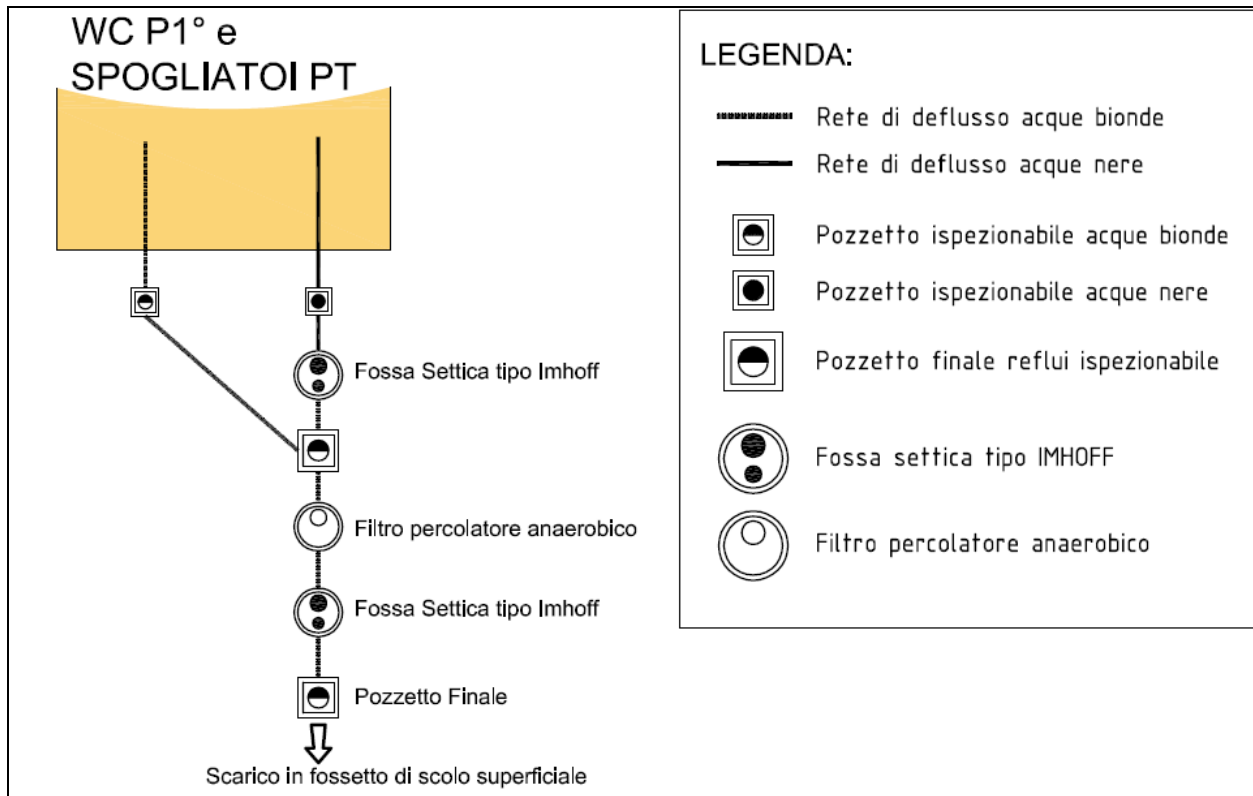 WC P1° e
SPOGLIATOI PT
Fossa Settica tipo Imhoff
Filtro percolatore anaerobico
Fossa Settica tipo Imhoff
Pozzetto Finale
Scarico in fossetto di scolo superficiale
LEGENDA:
Rete di deflusso acque bionde
Rete di deflusso acque nere
Pozzetto ispezionabile acque bionde
Pozzetto ispezionabile acque nere
Pozzetto finale reflui ispezionabile
Fossa settica tipo IMHOFF
Filtro percolatore anaerobico